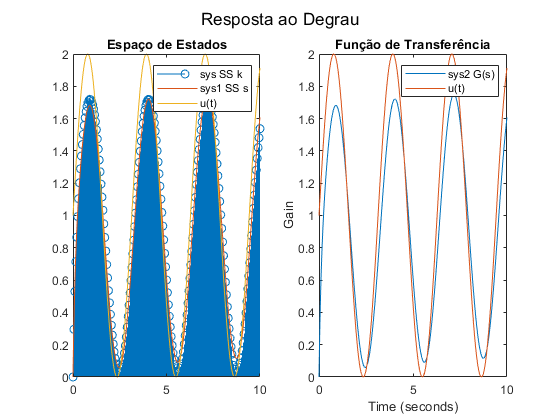 Resposta ao Degrau
Espaço de Estados
sys SS k
sys1 SS s
u(t)
2
1.8
1.6
1.4
1.2
1
0.8
0.6
0.4
0.2
0
0 5 10
Função de Transferência
sys2 G(s)
u(t)
Gain
2
1.8
1.6
1.4
1.2
1
0.8
0.6
0.4
0.2
0
0 5 10
Time (seconds)